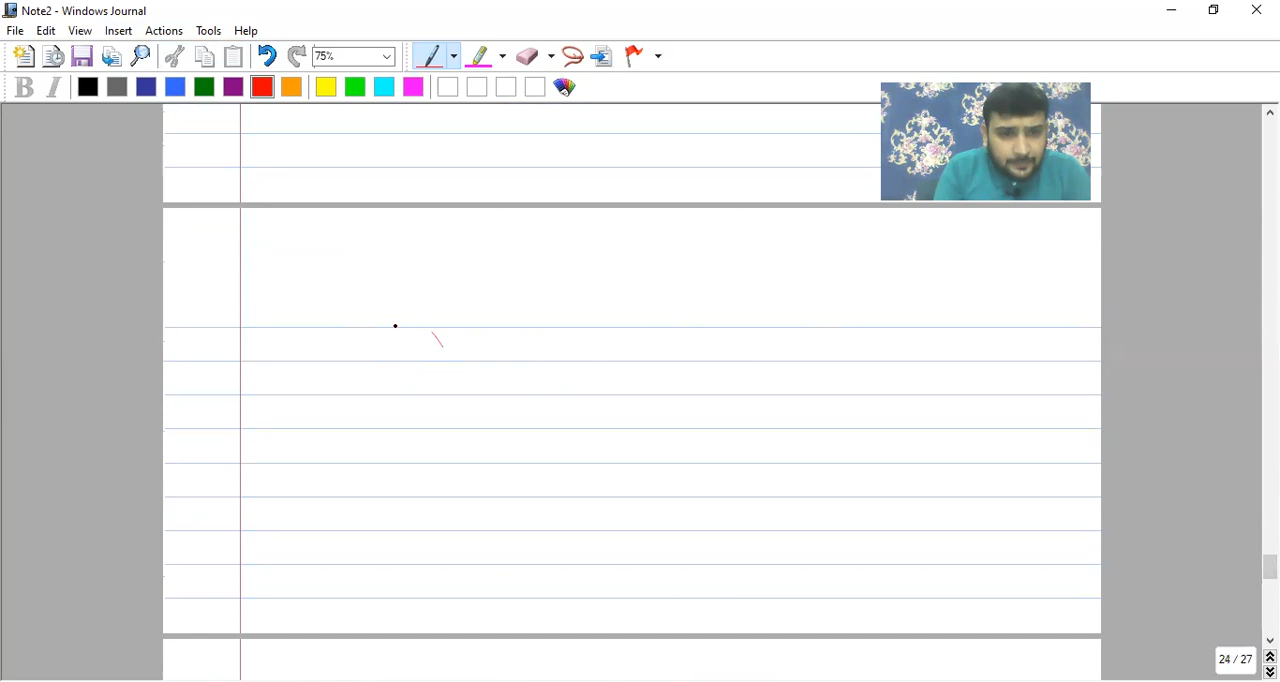 Note2 - Windows Journal
File Edit View Insert Actions Tools Help
75%
B I
24 / 27